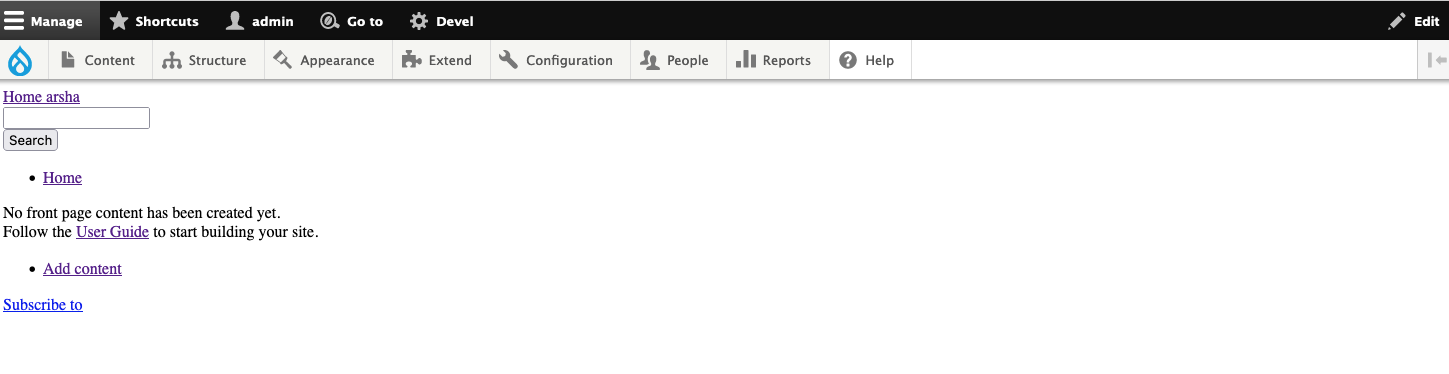 Manage Shortcuts admin Go to Devel Edit
Content Structure Appearance Extend Configuration People Reports Help
Home arsha
Search
Home
No front page content has been created yet.
Follow the User Guide to start building your site.
Add content
Subscribe to